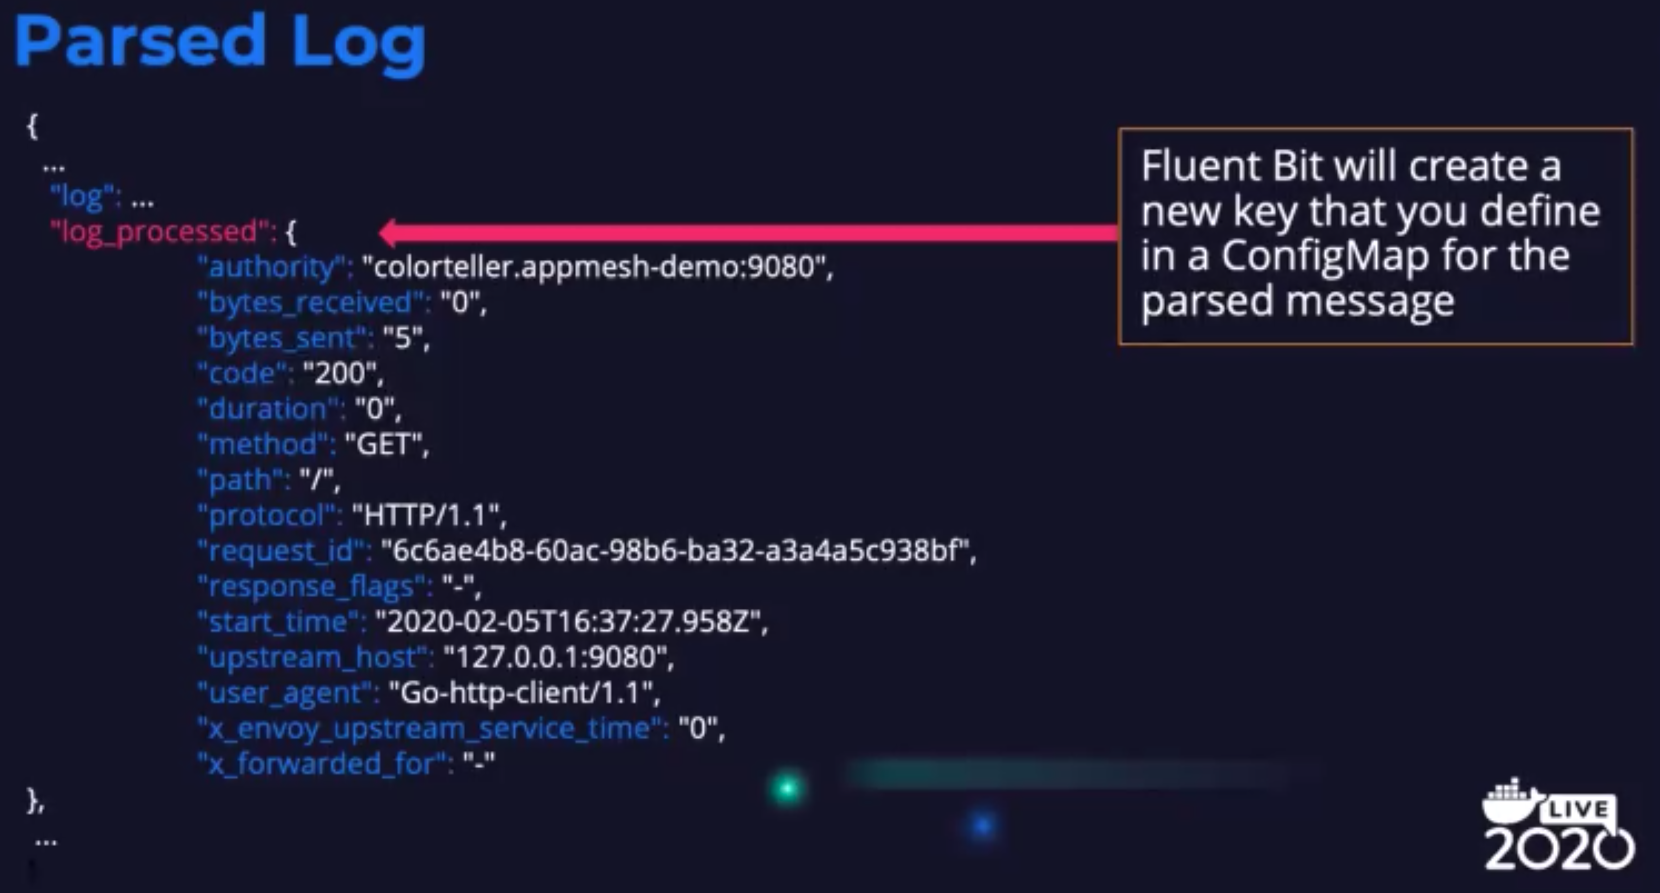 Parsed Log
{
...
"log": ...
"log_processed": {
"authority": "colorteller.appmesh-demo:9080",
"bytes_received": "0",
"bytes_sent": "5",
"code": "200",
"duration": "0",
"method": "GET",
"path": "/",
"protocol": "HTTP/1.1",
"request_id": "6c6ae4b8-60ac-98b6-ba32-a3a4a5c938bf",
"response_flags": "-",
"start_time": "2020-02-05T16:37:27.958Z",
"upstream_host": "127.0.0.1:9080",
"user_agent": "Go-http-client/1.1",
"x_envoy_upstream_service_time": "0",
"x_forwarded_for": "-"
},
...
Fluent Bit will create a
new key that you define
in a ConfigMap for the
parsed message
LIVE
2020